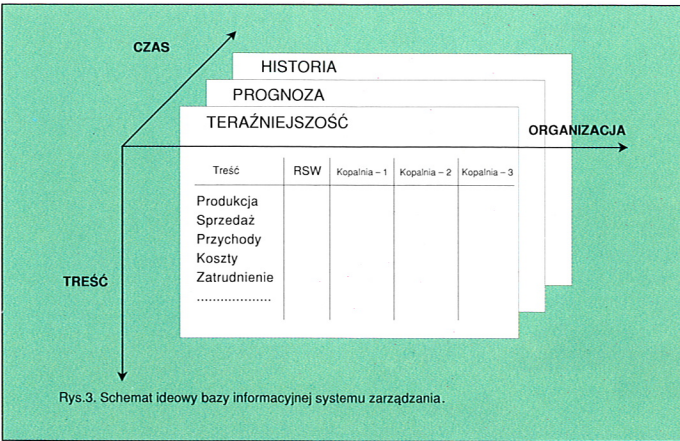 CZAS
HISTORIA
PROGNOZA
TERAŹNIEJSZOŚĆ
ORGANIZACJA
Treść RSW Kopalnia – 1 Kopalnia – 2 Kopalnia – 3
Produkcja
Sprzedaż
Przychody
Koszty
Zatrudnienie
...................
TREŚĆ
Rys.3. Schemat ideowy bazy informacyjnej systemu zarządzania.